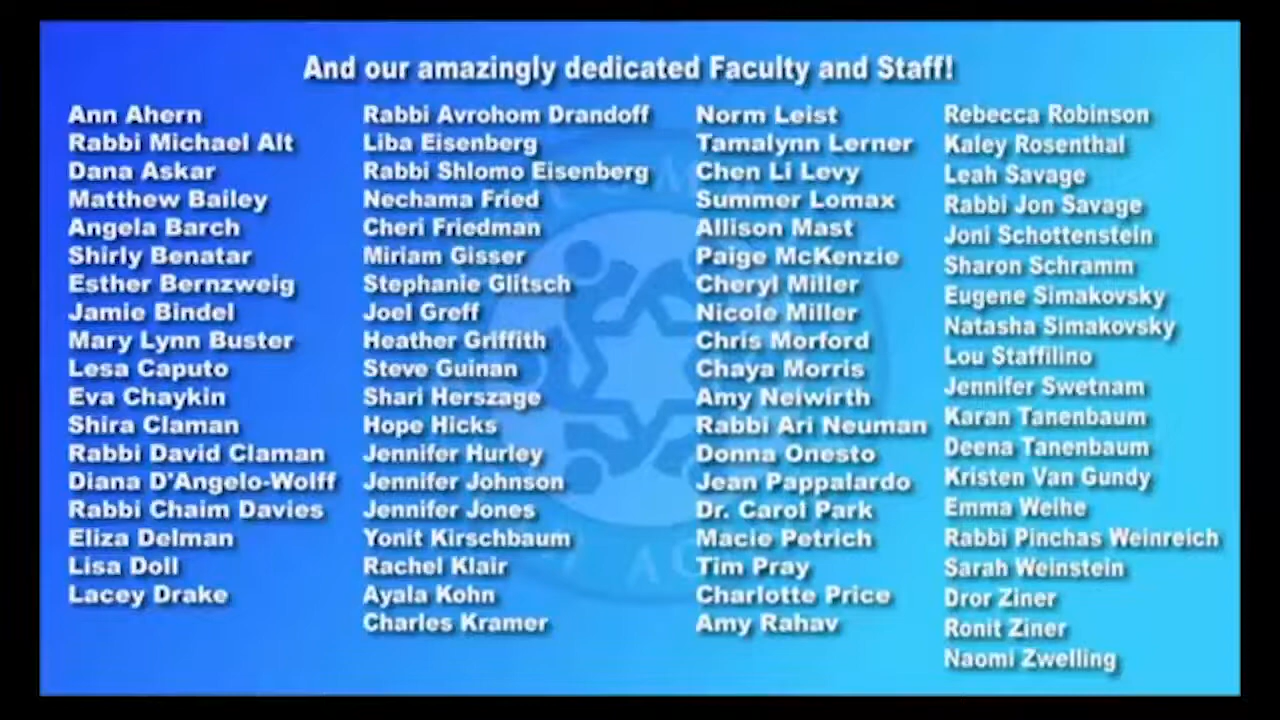 And our amazingly dedicated Faculty and Staff!
Ann Ahern
Rabbi Michael Alt
Dana Askar
Matthew Bailey
Angela Barch
Shirly Benatar
Esther Bernzweig
Jamie Bindel
Mary Lynn Buster
Lesa Caputo
Eva Chaykin
Shira Claman
Rabbi David Claman
Diana D'Angelo-Wolff
Rabbi Chaim Davies
Eliza Delman
Lisa Doll
Lacey Drake
Rabbi Avrohom Drandoff
Liba Eisenberg
Rabbi Shlomo Eisenberg
Nechama Fried
Cheri Friedman
Miriam Gisser
Stephanie Glitsch
Joel Greff
Heather Griffith
Steve Guinan
Shari Herszage
Hope Hicks
Jennifer Hurley
Jennifer Johnson
Jennifer Jones
Yonit Kirschbaum
Rachel Klair
Ayala Kohn
Charles Kramer
Norm Leist
Tamalynn Lerner
Chen Li Levy
Summer Lomax
Allison Mast
Paige McKenzie
Cheryl Miller
Nicole Miller
Chris Morford
Chaya Morris
Amy Neiwirth
Rabbi Ari Neuman
Donna Onesto
Jean Pappalardo
Dr. Carol Park
Macie Petrich
Tim Pray
Charlotte Price
Amy Rahav
Rebecca Robinson
Kaley Rosenthal
Leah Savage
Rabbi Jon Savage
Joni Schottenstein
Sharon Schramm
Eugene Simakovsky
Natasha Simakovsky
Lou Staffilino
Jennifer Swetnam
Karan Tanenbaum
Deena Tanenbaum
Kristen Van Gundy
Emma Weihe
Rabbi Pinchas Weinreich
Sarah Weinstein
Dror Ziner
Ronit Ziner
Naomi Zwelling